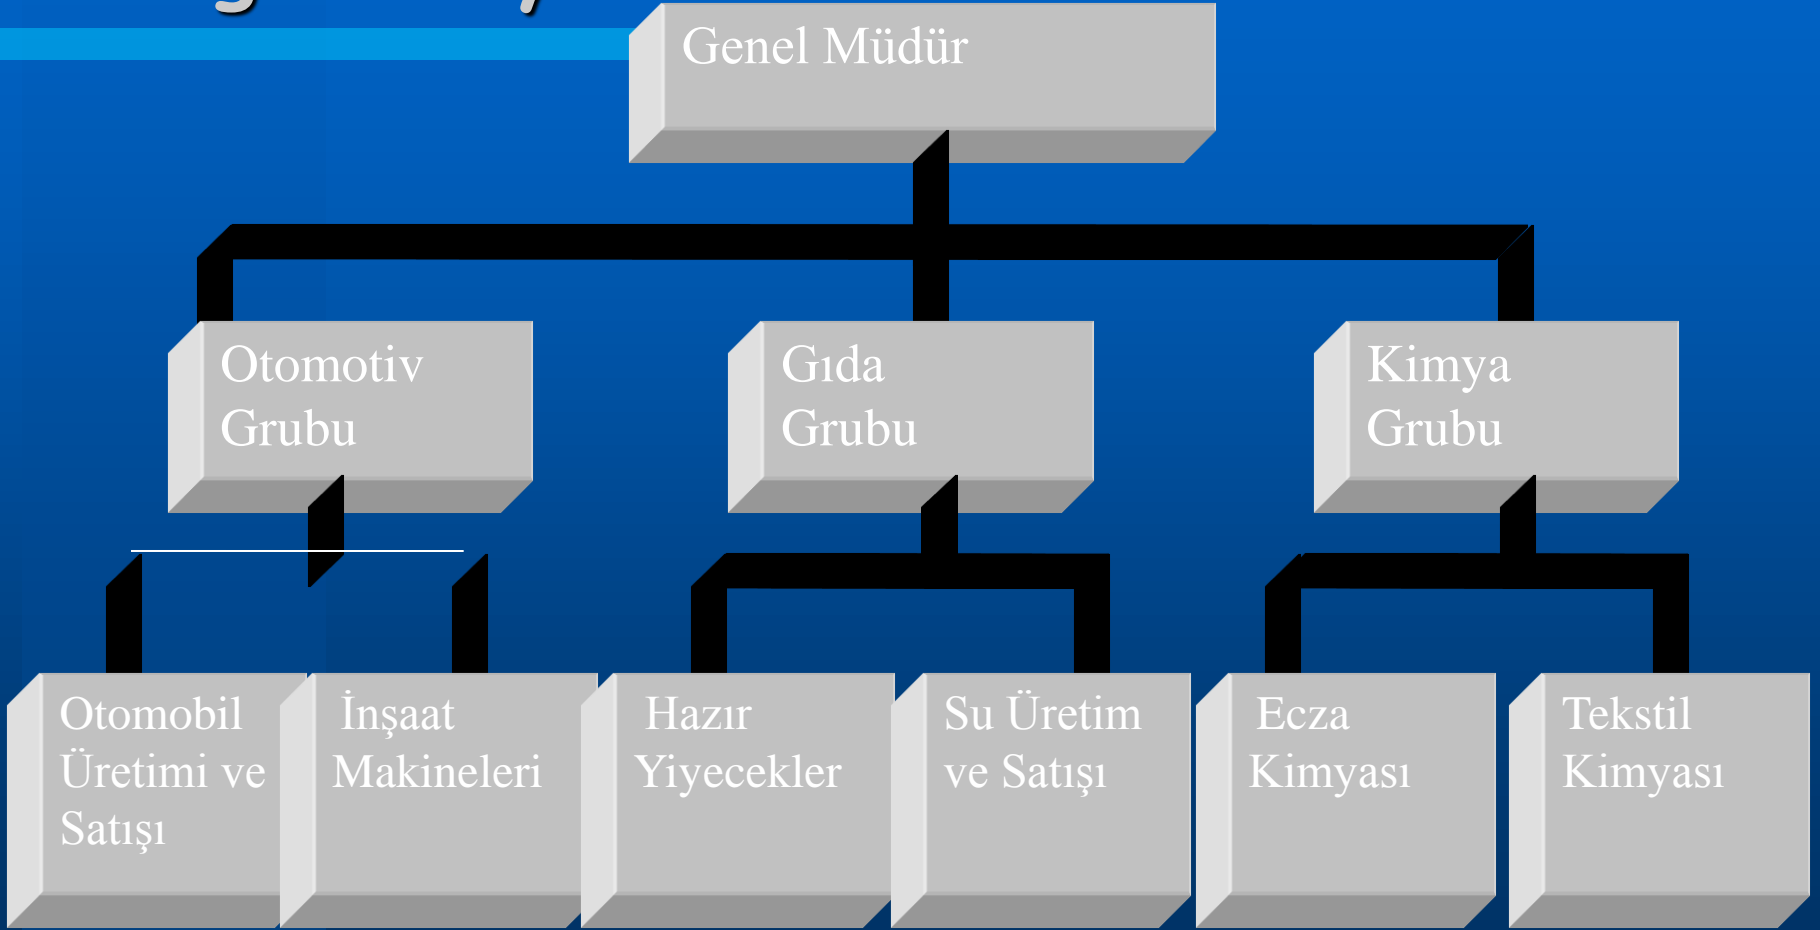 Genel Müdür
Otomotiv
Grubu
Gıda
Grubu
Kimya
Grubu
Otomobil
Üretimi ve
Satışı
İnşaat
Makineleri
Hazır
Yiyecekler
Su Üretim
ve Satışı
Ecza
Kimyası
Tekstil
Kimyası